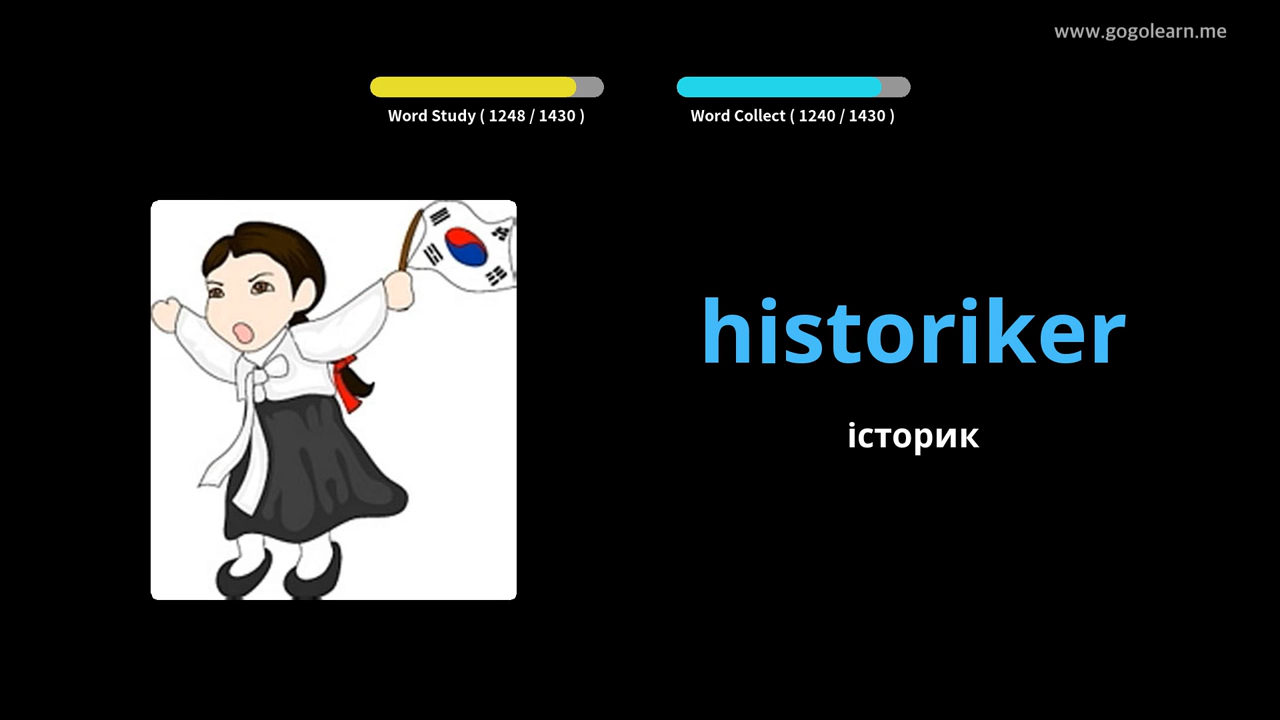 www.gogolearn.me
Word Study ( 1248 / 1430 )
Word Collect ( 1240 / 1430 )
historiker
історик